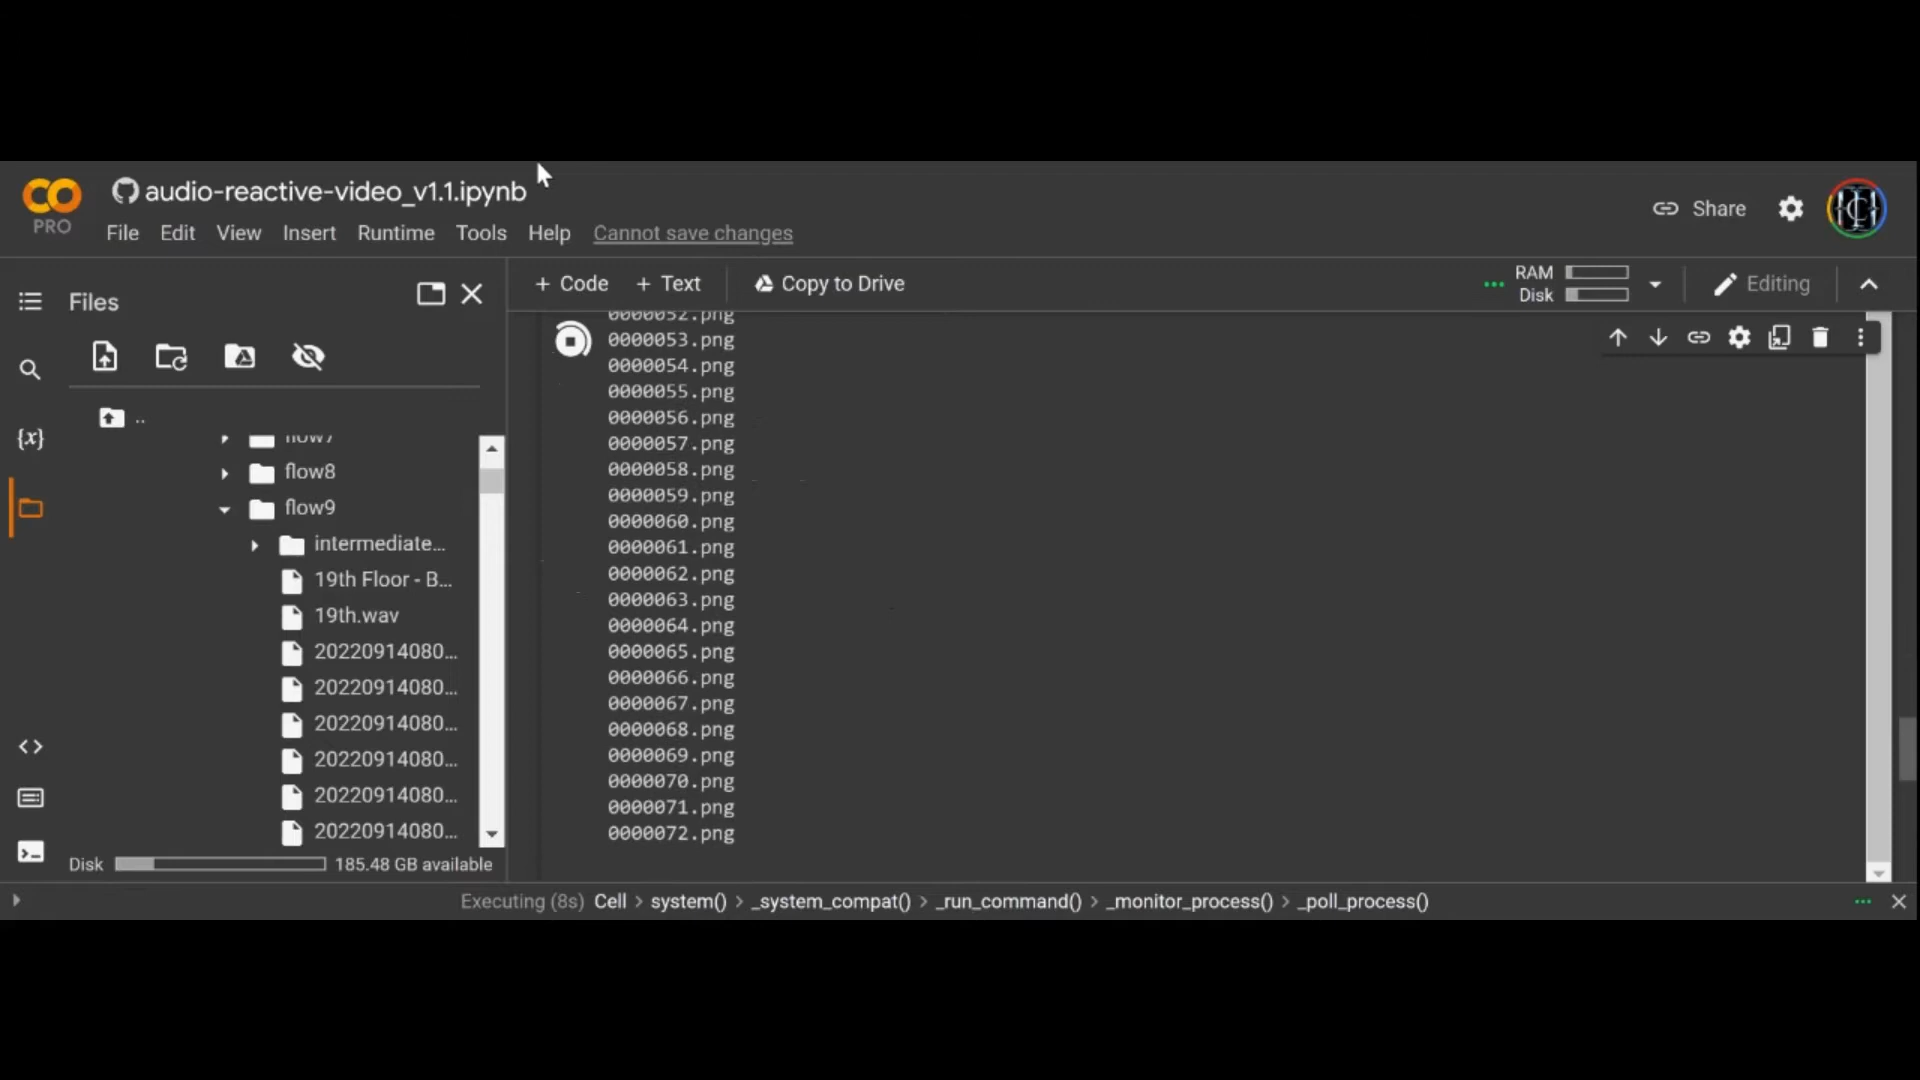 audio-reactive-video_v1.1.ipynb
PRO
File Edit View Insert Runtime Tools Help Cannot save changes
Share
Files
+ Code + Text Copy to Drive
RAM
Disk
Editing
..
{x}
flow7
flow8
flow9
intermediate...
19th Floor - B...
19th.wav
20220914080...
20220914080...
20220914080...
20220914080...
20220914080...
20220914080...
Disk 185.48 GB available
0000052.png
0000053.png
0000054.png
0000055.png
0000056.png
0000057.png
0000058.png
0000059.png
0000060.png
0000061.png
0000062.png
0000063.png
0000064.png
0000065.png
0000066.png
0000067.png
0000068.png
0000069.png
0000070.png
0000071.png
0000072.png
Executing (8s) Cell > system() > _system_compat() > _run_command() > _monitor_process() > _poll_process()